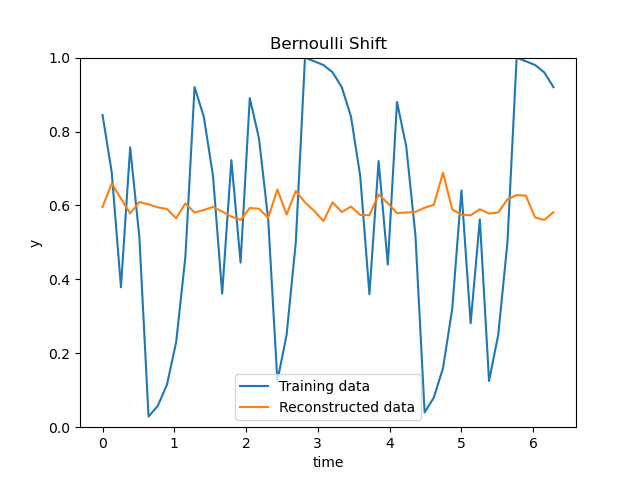 Bernoulli Shift
y
1.0
0.8
0.6
0.4
0.2
0.0
0 1 2 3 4 5 6
time
Training data
Reconstructed data